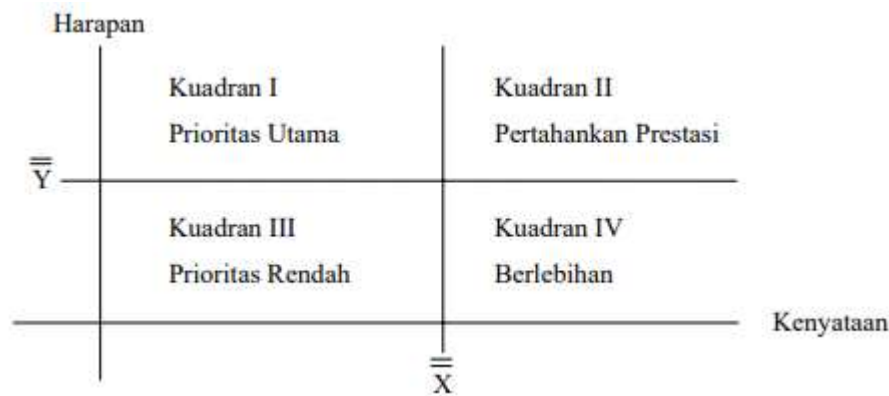 Harapan
Kuadran I
Prioritas Utama
Kuadran II
Pertahankan Prestasi
Y̿
Kuadran III
Prioritas Rendah
Kuadran IV
Berlebihan
Kenyataan
X̿